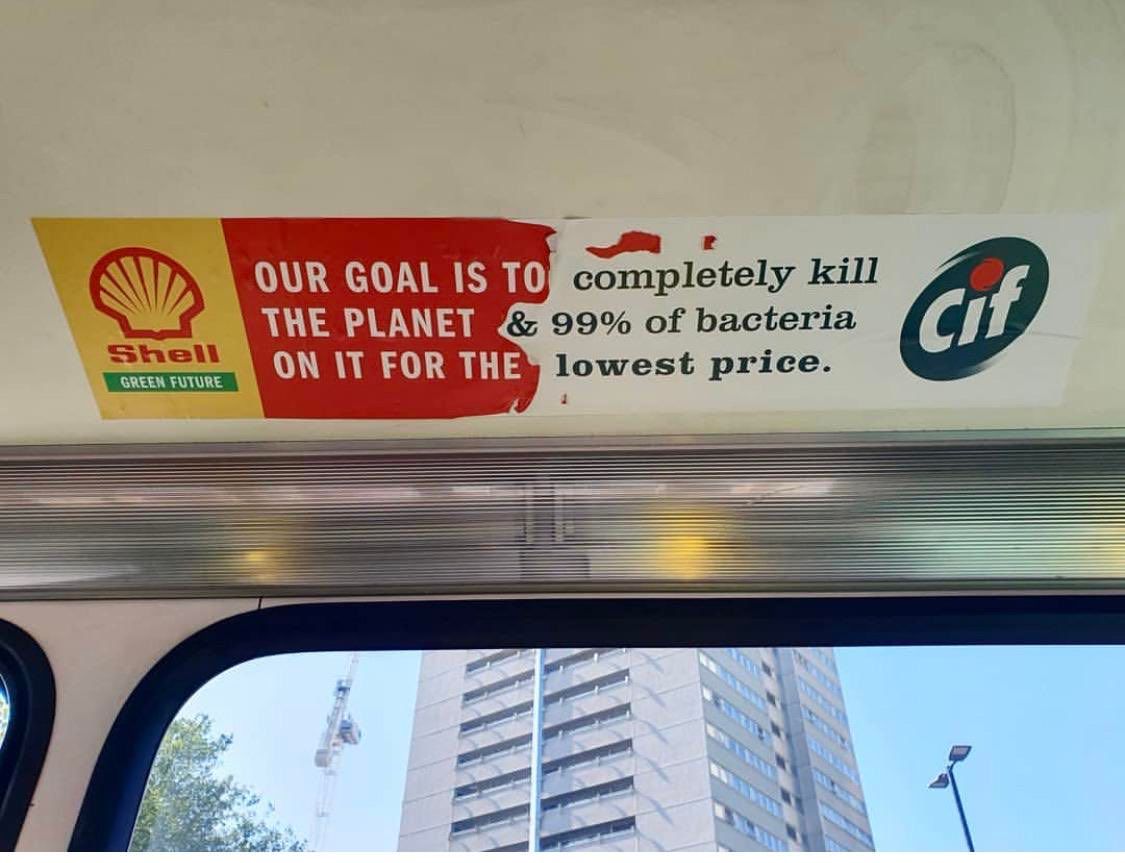 Shell
GREEN FUTURE
OUR GOAL IS TO completely kill
THE PLANET & 99% of bacteria
ON IT FOR THE lowest price.
Cif